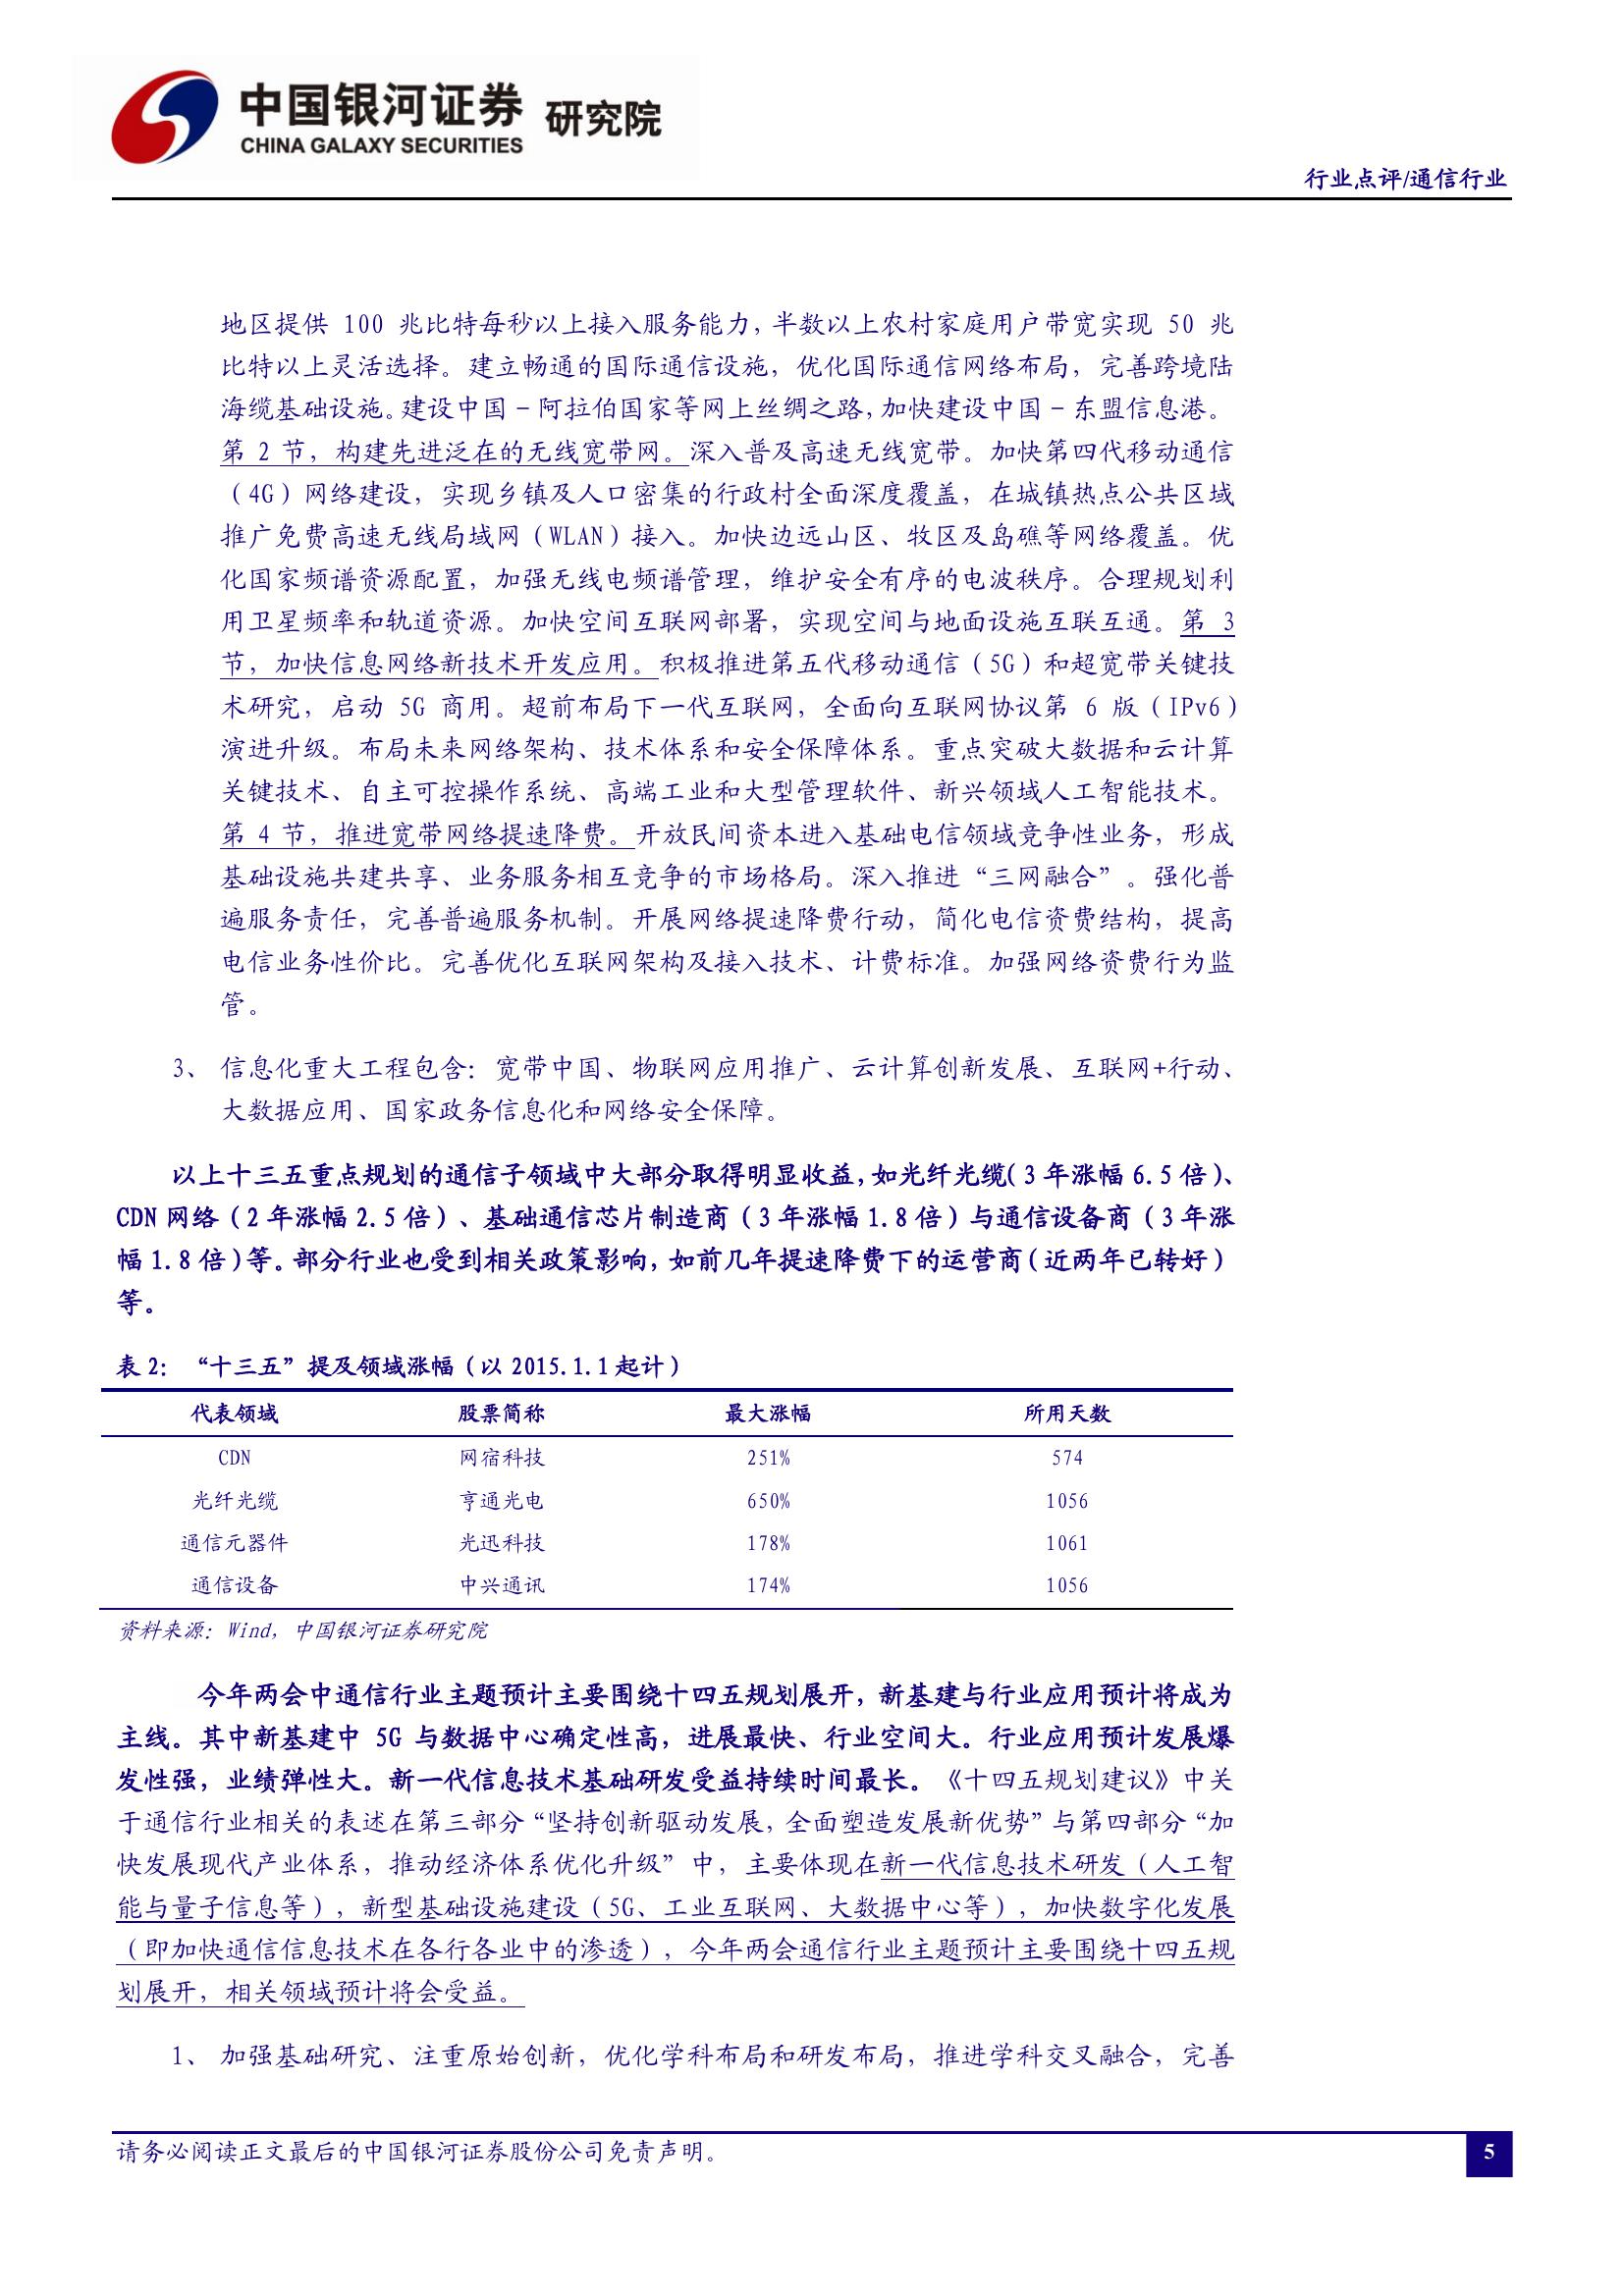 中国银河证券 研究院
CHINA GALAXY SECURITIES
行业点评/通信行业
地区提供 100 兆比特每秒以上接入服务能力，半数以上农村家庭用户带宽实现 50 兆
比特以上灵活选择。建立畅通的国际通信设施，优化国际通信网络布局，完善跨境陆
海缆基础设施。建设中国－阿拉伯国家等网上丝绸之路，加快建设中国－东盟信息港。
第 2 节，构建先进泛在的无线宽带网。深入普及高速无线宽带。加快第四代移动通信
（4G）网络建设，实现乡镇及人口密集的行政村全面深度覆盖，在城镇热点公共区域
推广免费高速无线局域网（WLAN）接入。加快边远山区、牧区及岛礁等网络覆盖。优
化国家频谱资源配置，加强无线电频谱管理，维护安全有序的电波秩序。合理规划利
用卫星频率和轨道资源。加快空间互联网部署，实现空间与地面设施互联互通。第 3
节，加快信息网络新技术开发应用。积极推进第五代移动通信（5G）和超宽带关键技
术研究，启动 5G 商用。超前布局下一代互联网，全面向互联网协议第 6 版（IPv6）
演进升级。布局未来网络架构、技术体系和安全保障体系。重点突破大数据和云计算
关键技术、自主可控操作系统、高端工业和大型管理软件、新兴领域人工智能技术。
第 4 节，推进宽带网络提速降费。开放民间资本进入基础电信领域竞争性业务，形成
基础设施共建共享、业务服务相互竞争的市场格局。深入推进“三网融合”。强化普
遍服务责任，完善普遍服务机制。开展网络提速降费行动，简化电信资费结构，提高
电信业务性价比。完善优化互联网架构及接入技术、计费标准。加强网络资费行为监
管。
3、 信息化重大工程包含：宽带中国、物联网应用推广、云计算创新发展、互联网+行动、
大数据应用、国家政务信息化和网络安全保障。
以上十三五重点规划的通信子领域中大部分取得明显收益，如光纤光缆（3 年涨幅 6.5 倍）、
CDN 网络（2 年涨幅 2.5 倍）、基础通信芯片制造商（3 年涨幅 1.8 倍）与通信设备商（3 年涨
幅 1.8 倍）等。部分行业也受到相关政策影响，如前几年提速降费下的运营商（近两年已转好）
等。
表 2： “十三五”提及领域涨幅（以 2015.1.1 起计）
代表领域 股票简称 最大涨幅 所用天数
CDN 网宿科技 251% 574
光纤光缆 亨通光电 650% 1056
通信元器件 光迅科技 178% 1061
通信设备 中兴通讯 174% 1056
资料来源：Wind，中国银河证券研究院
今年两会中通信行业主题预计主要围绕十四五规划展开，新基建与行业应用预计将成为
主线。其中新基建中 5G 与数据中心确定性高，进展最快、行业空间大。行业应用预计发展爆
发性强，业绩弹性大。新一代信息技术基础研发受益持续时间最长。《十四五规划建议》中关
于通信行业相关的表述在第三部分“坚持创新驱动发展，全面塑造发展新优势”与第四部分“加
快发展现代产业体系，推动经济体系优化升级”中，主要体现在新一代信息技术研发（人工智
能与量子信息等），新型基础设施建设（5G、工业互联网、大数据中心等），加快数字化发展
（即加快通信信息技术在各行各业中的渗透），今年两会通信行业主题预计主要围绕十四五规
划展开，相关领域预计将会受益。
1、 加强基础研究、注重原始创新，优化学科布局和研发布局，推进学科交叉融合，完善
请务必阅读正文最后的中国银河证券股份公司免责声明。
5